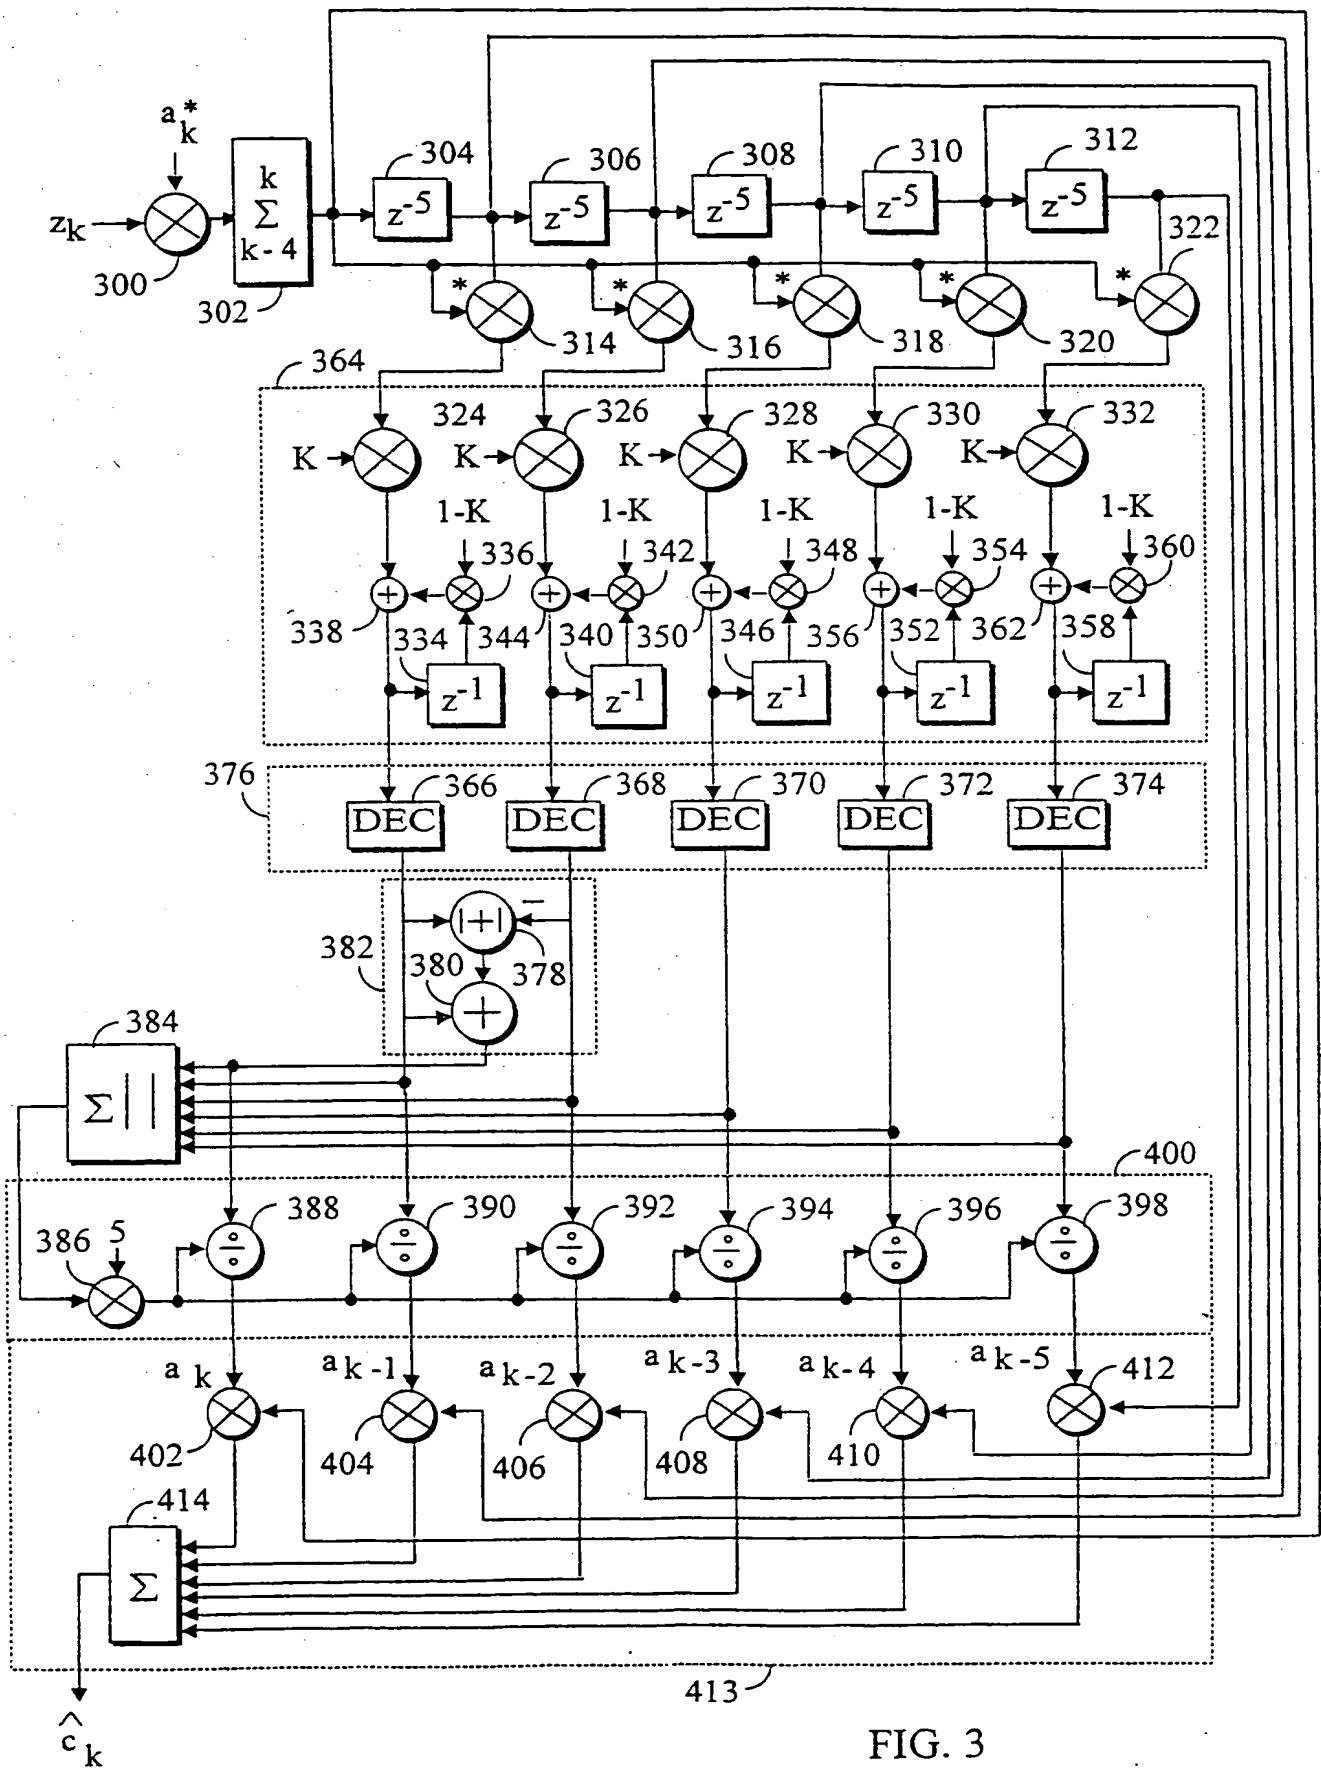 a*k
304
306
308
310
312
k
Σ
k-4
z-5
z-5
z-5
z-5
z-5
zk
322
300
302
*
*
*
*
*
314
316
318
320
364
324
326
328
330
332
K
K
K
K
K
1-K
1-K
1-K
1-K
1-K
336
342
348
354
360
+
+
+
+
+
338
334
344
340
350
346
356
352
362
358
z-1
z-1
z-1
z-1
z-1
376
366
368
370
372
374
DEC
DEC
DEC
DEC
DEC
|+|
−
382
380
378
+
384
Σ| |
400
388
390
392
394
396
398
386
5
÷
÷
÷
÷
÷
÷
ak
ak-1
ak-2
ak-3
ak-4
ak-5
412
402
404
406
408
410
414
Σ
413
ĉk
FIG. 3